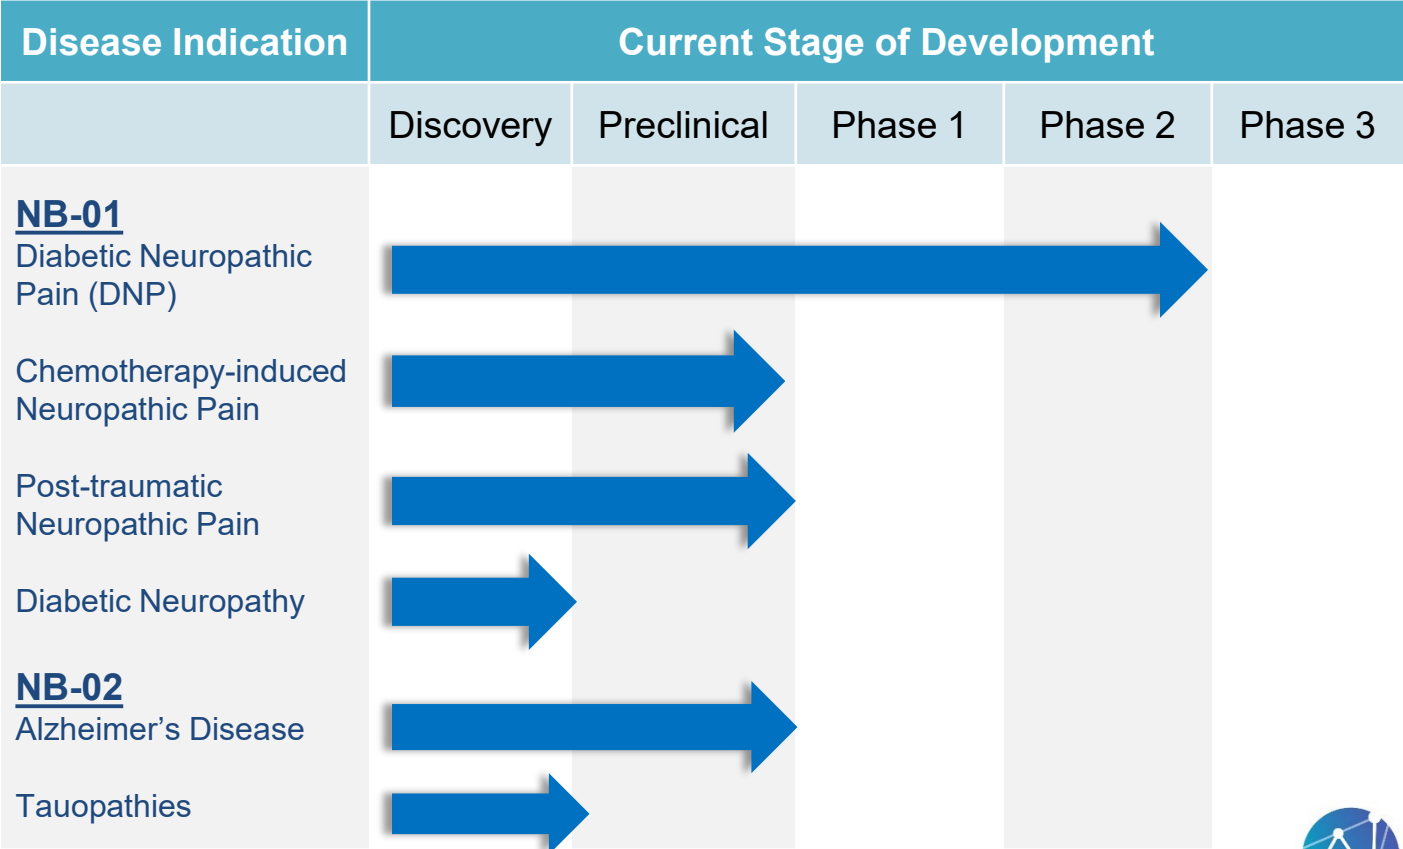 Disease Indication
Current Stage of Development
Discovery
Preclinical
Phase 1
Phase 2
Phase 3
NB-01
Diabetic Neuropathic
Pain (DNP)
Chemotherapy-induced
Neuropathic Pain
Post-traumatic
Neuropathic Pain
Diabetic Neuropathy
NB-02
Alzheimer’s Disease
Tauopathies